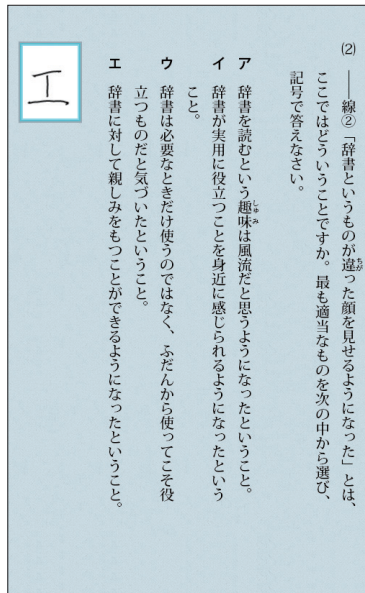 (2) ――線②「辞書というものが違った顔を見せるようになった」とは、
ここではどういうことですか。最も適当なものを次の中から選び、
記号で答えなさい。
ア 辞書を読むという趣味は風流だと思うようになったということ。
イ 辞書が実用に役立つことを身近に感じられるようになったという
こと。
ウ 辞書は必要なときだけ使うのではなく、ふだんから使ってこそ役
立つものだと気づいたということ。
エ 辞書に対して親しみをもつことができるようになったということ。
エ